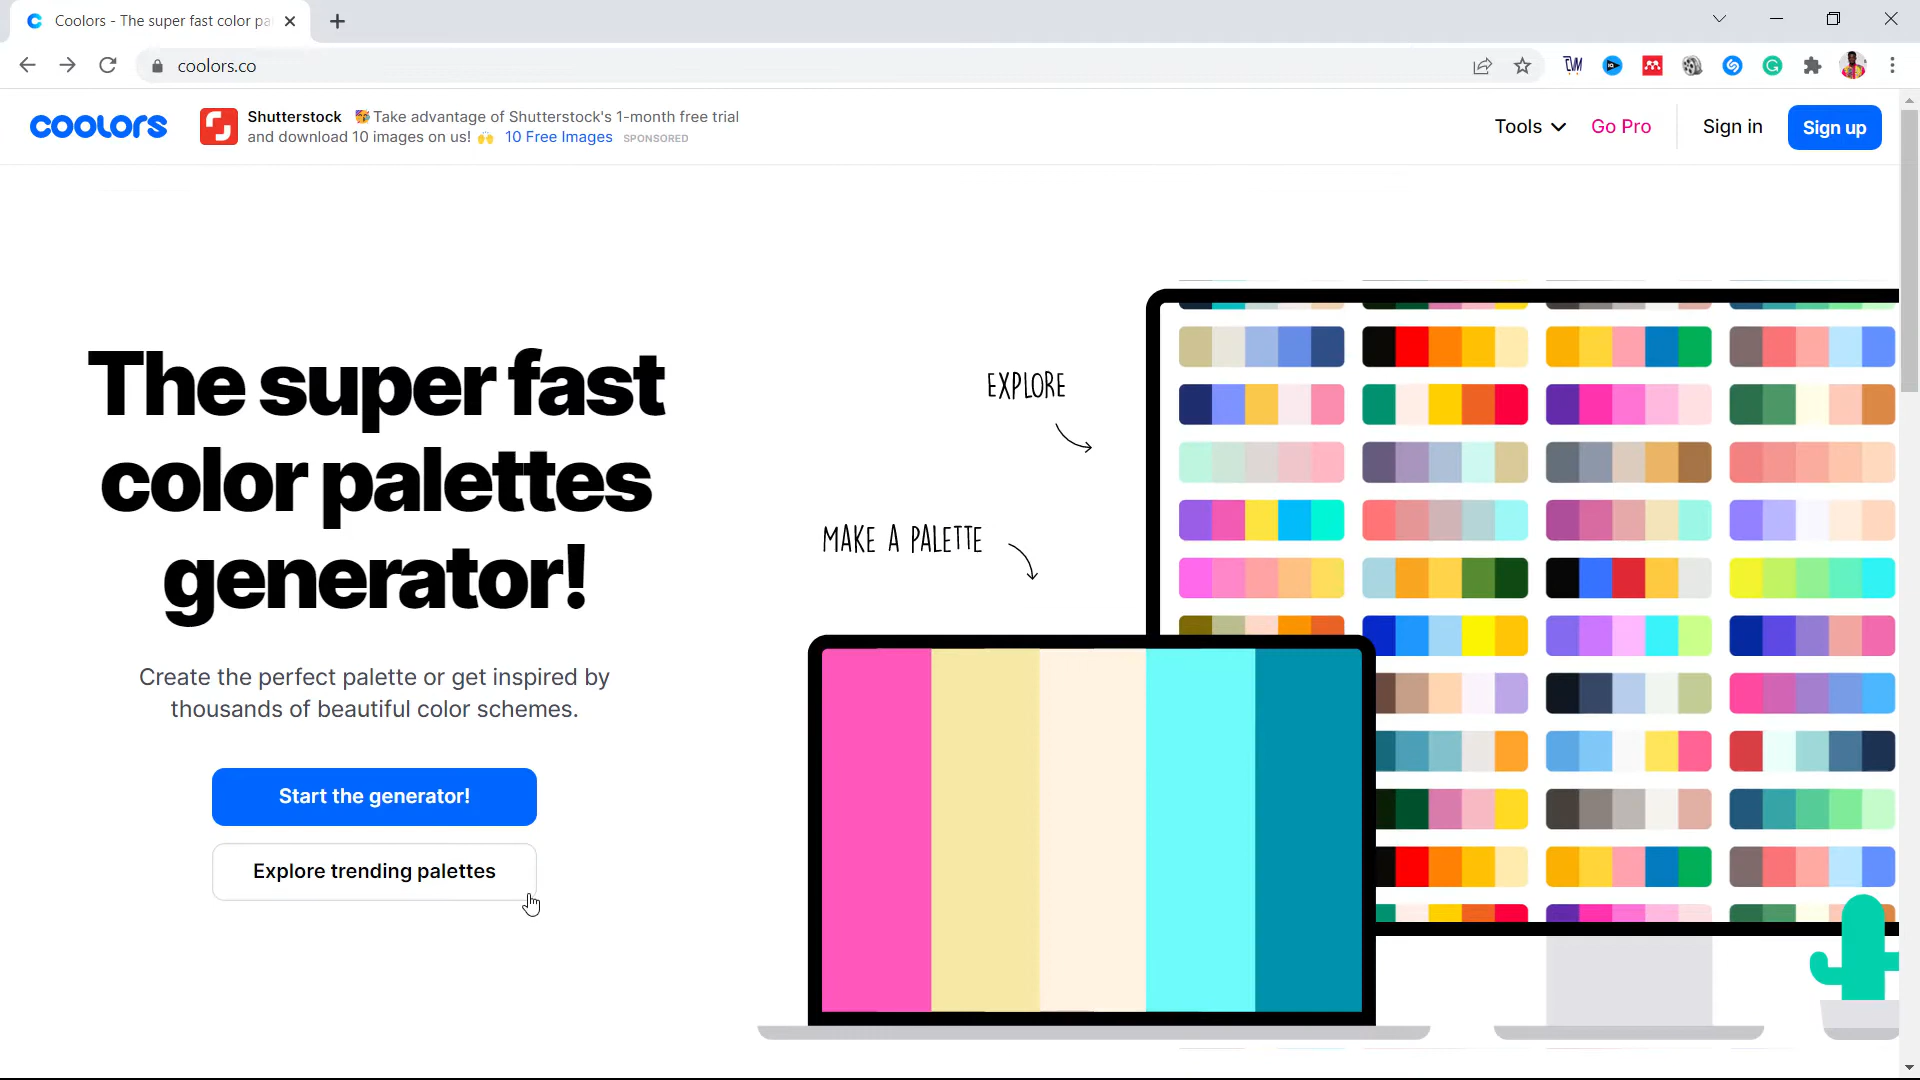 Coolors - The super fast color pa
coolors.co
COOLORS
Shutterstock 🥳 Take advantage of Shutterstock's 1-month free trial
and download 10 images on us! 🙌 10 Free Images SPONSORED
Tools
Go Pro
Sign in
Sign up
The super fast
color palettes
generator!
Create the perfect palette or get inspired by
thousands of beautiful color schemes.
Start the generator!
Explore trending palettes
EXPLORE
MAKE A PALETTE